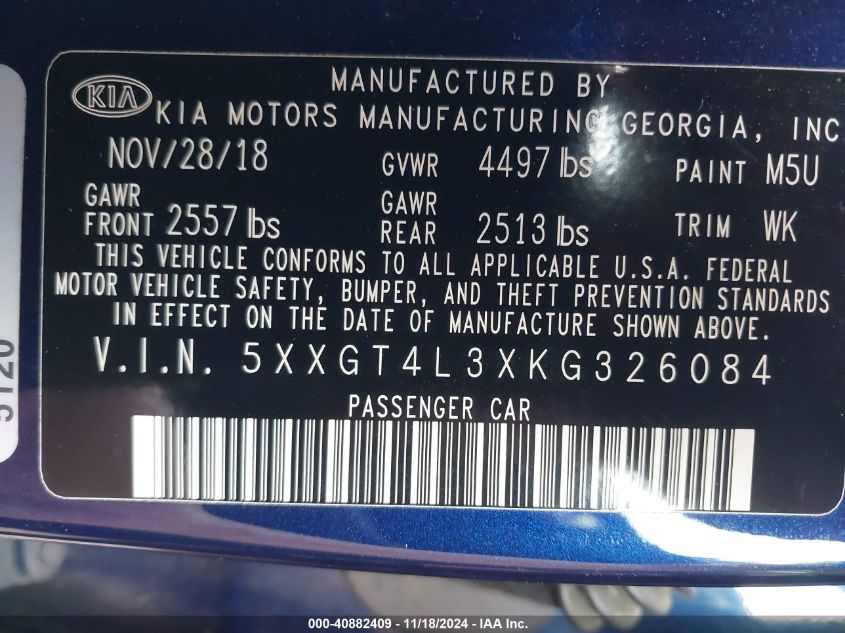 MANUFACTURED BY
KIA KIA MOTORS MANUFACTURING GEORGIA, INC
NOV/28/18 GVWR 4497 lbs PAINT M5U
GAWR FRONT 2557 lbs GAWR REAR 2513 lbs TRIM WK
THIS VEHICLE CONFORMS TO ALL APPLICABLE U.S.A. FEDERAL
MOTOR VEHICLE SAFETY, BUMPER, AND THEFT PREVENTION STANDARDS
IN EFFECT ON THE DATE OF MANUFACTURE SHOWN ABOVE.
V.I.N. 5XXGT4L3XKG326084
PASSENGER CAR
000-40882409 - 11/18/2024 - IAA Inc.